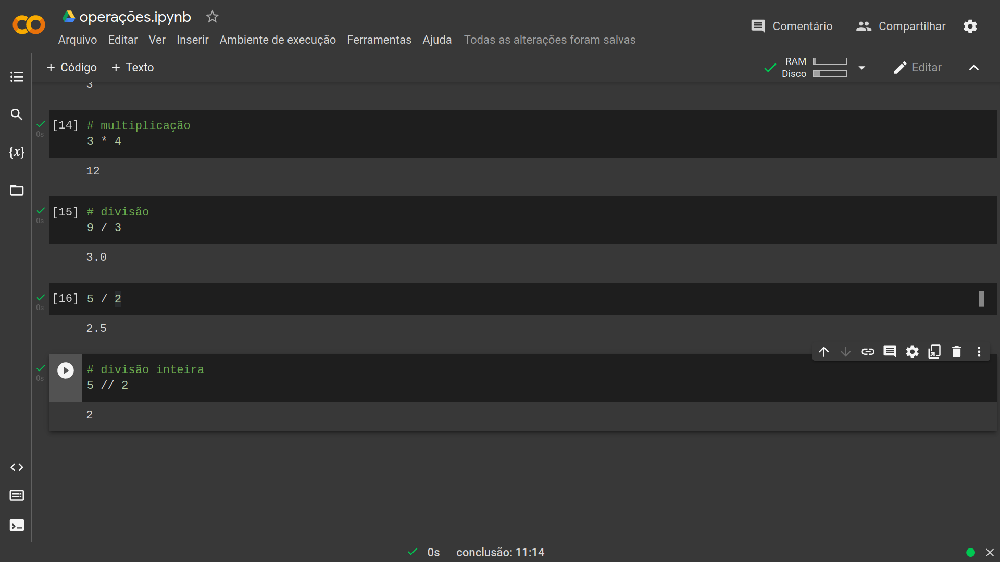 operações.ipynb
Comentário
Compartilhar
Arquivo Editar Ver Inserir Ambiente de execução Ferramentas Ajuda Todas as alterações foram salvas
+ Código + Texto
RAM
Disco
Editar
3
[14] # multiplicação
0s
3 * 4
12
[15] # divisão
0s
9 / 3
3.0
[16] 5 / 2
0s
2.5
# divisão inteira
0s
5 // 2
2
0s conclusão: 11:14